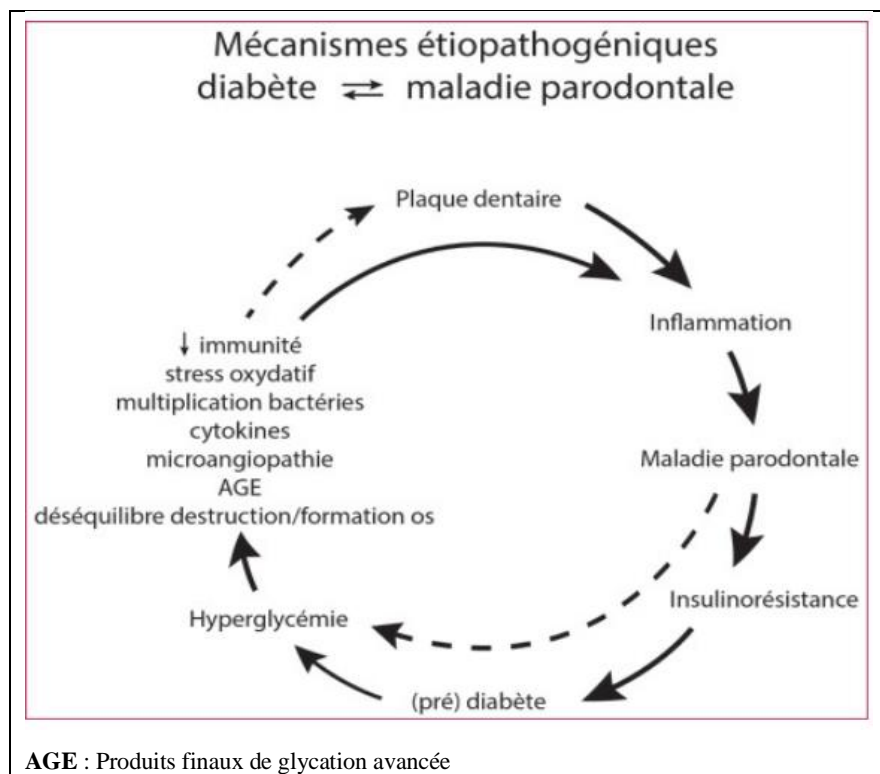 Mécanismes étiopathogéniques
diabète ⇄ maladie parodontale
Plaque dentaire
Inflammation
↓ immunité
stress oxydatif
multiplication bactéries
cytokines
microangiopathie
AGE
déséquilibre destruction/formation os
Maladie parodontale
Insulinorésistance
Hyperglycémie
(pré) diabète
AGE : Produits finaux de glycation avancée